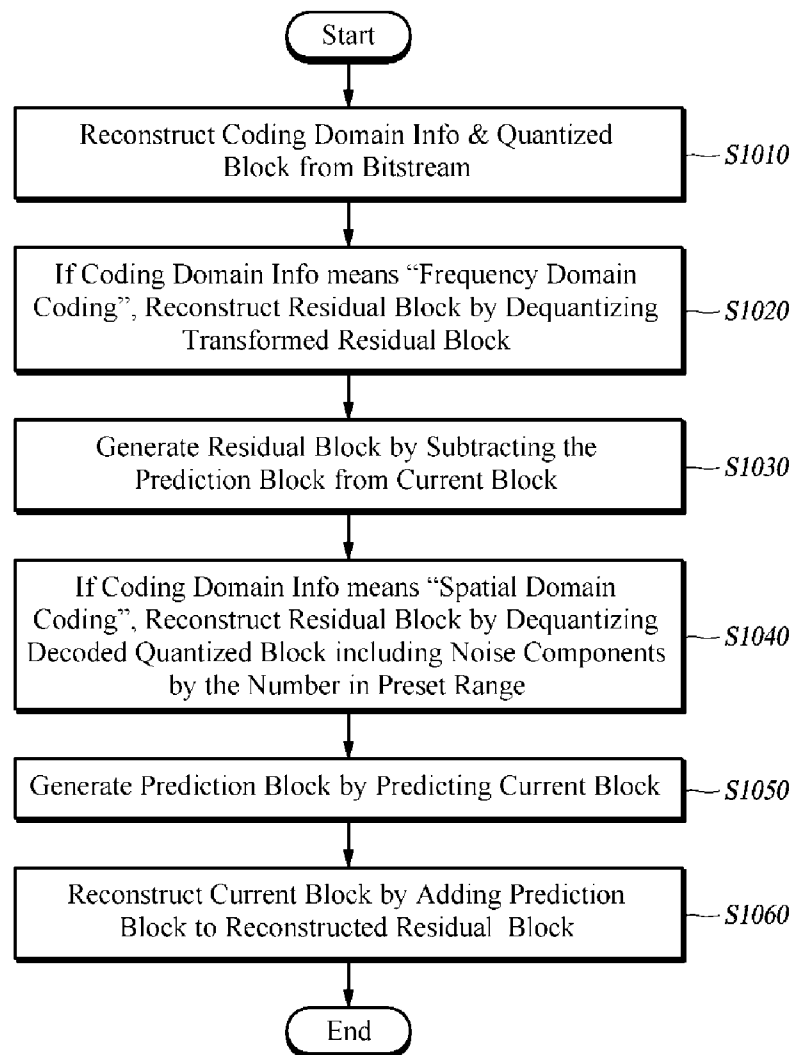 Start
Reconstruct Coding Domain Info & Quantized
Block from Bitstream
S1010
If Coding Domain Info means “Frequency Domain
Coding”, Reconstruct Residual Block by Dequantizing
Transformed Residual Block
S1020
Generate Residual Block by Subtracting the
Prediction Block from Current Block
S1030
If Coding Domain Info means “Spatial Domain
Coding”, Reconstruct Residual Block by Dequantizing
Decoded Quantized Block including Noise Components
by the Number in Preset Range
S1040
Generate Prediction Block by Predicting Current Block
S1050
Reconstruct Current Block by Adding Prediction
Block to Reconstructed Residual Block
S1060
End